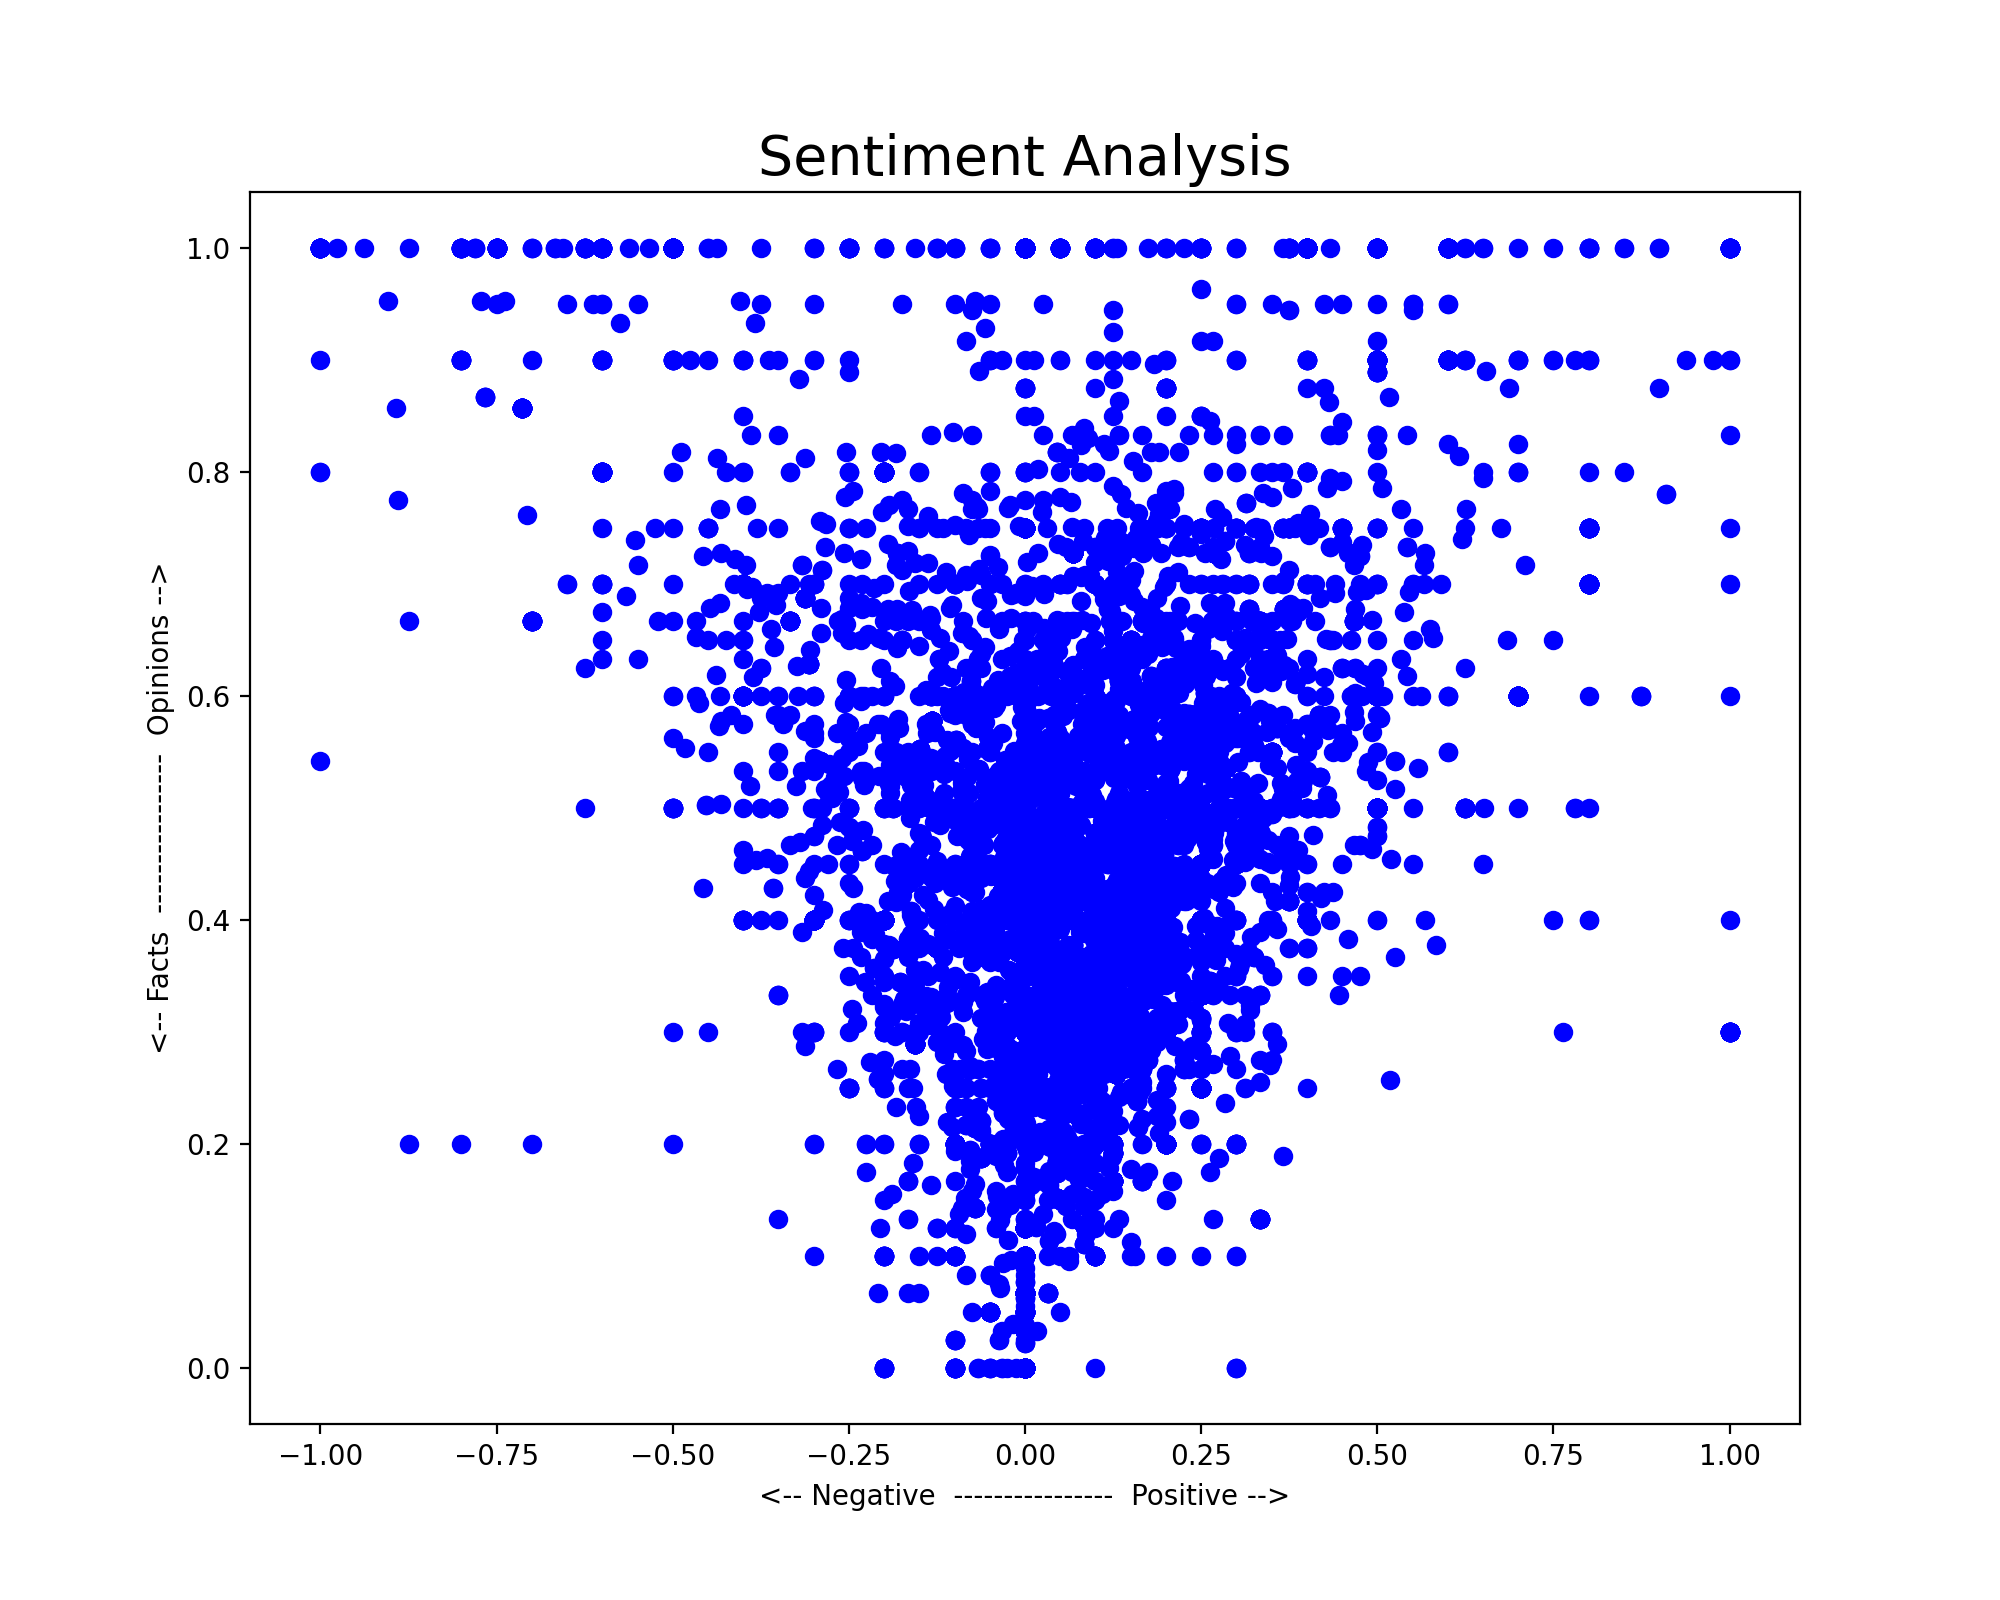 Sentiment Analysis
1.0
0.8
0.6
0.4
0.2
0.0
<-- Facts  ---------------  Opinions -->
−1.00 −0.75 −0.50 −0.25 0.00 0.25 0.50 0.75 1.00
<-- Negative  ---------------  Positive -->